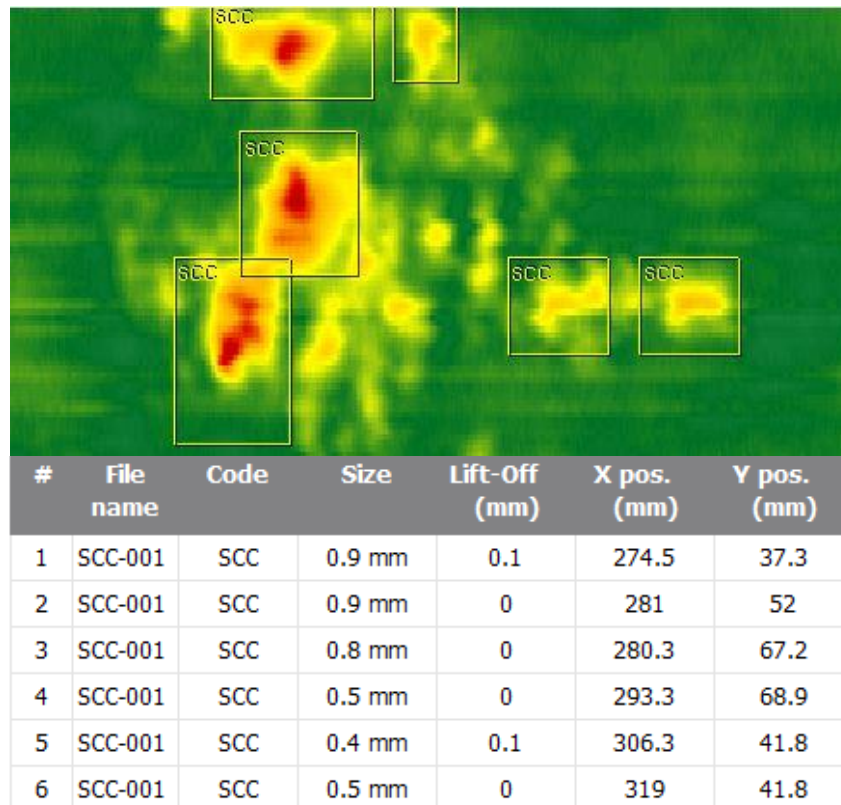 SCC
SCC
SCC
SCC SCC
# File name Code Size Lift-Off (mm) X pos. (mm) Y pos. (mm)
1 SCC-001 SCC 0.9 mm 0.1 274.5 37.3
2 SCC-001 SCC 0.9 mm 0 281 52
3 SCC-001 SCC 0.8 mm 0 280.3 67.2
4 SCC-001 SCC 0.5 mm 0 293.3 68.9
5 SCC-001 SCC 0.4 mm 0.1 306.3 41.8
6 SCC-001 SCC 0.5 mm 0 319 41.8